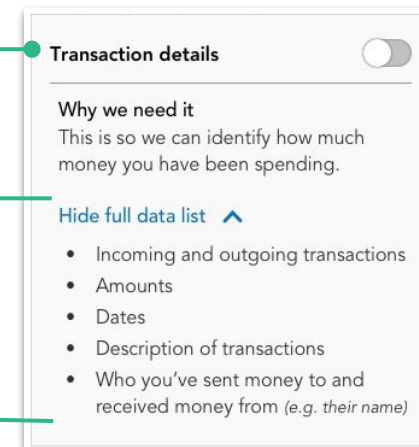 Transaction details
Why we need it
This is so we can identify how much
money you have been spending.
Hide full data list
• Incoming and outgoing transactions
• Amounts
• Dates
• Description of transactions
• Who you've sent money to and
received money from (e.g. their name)